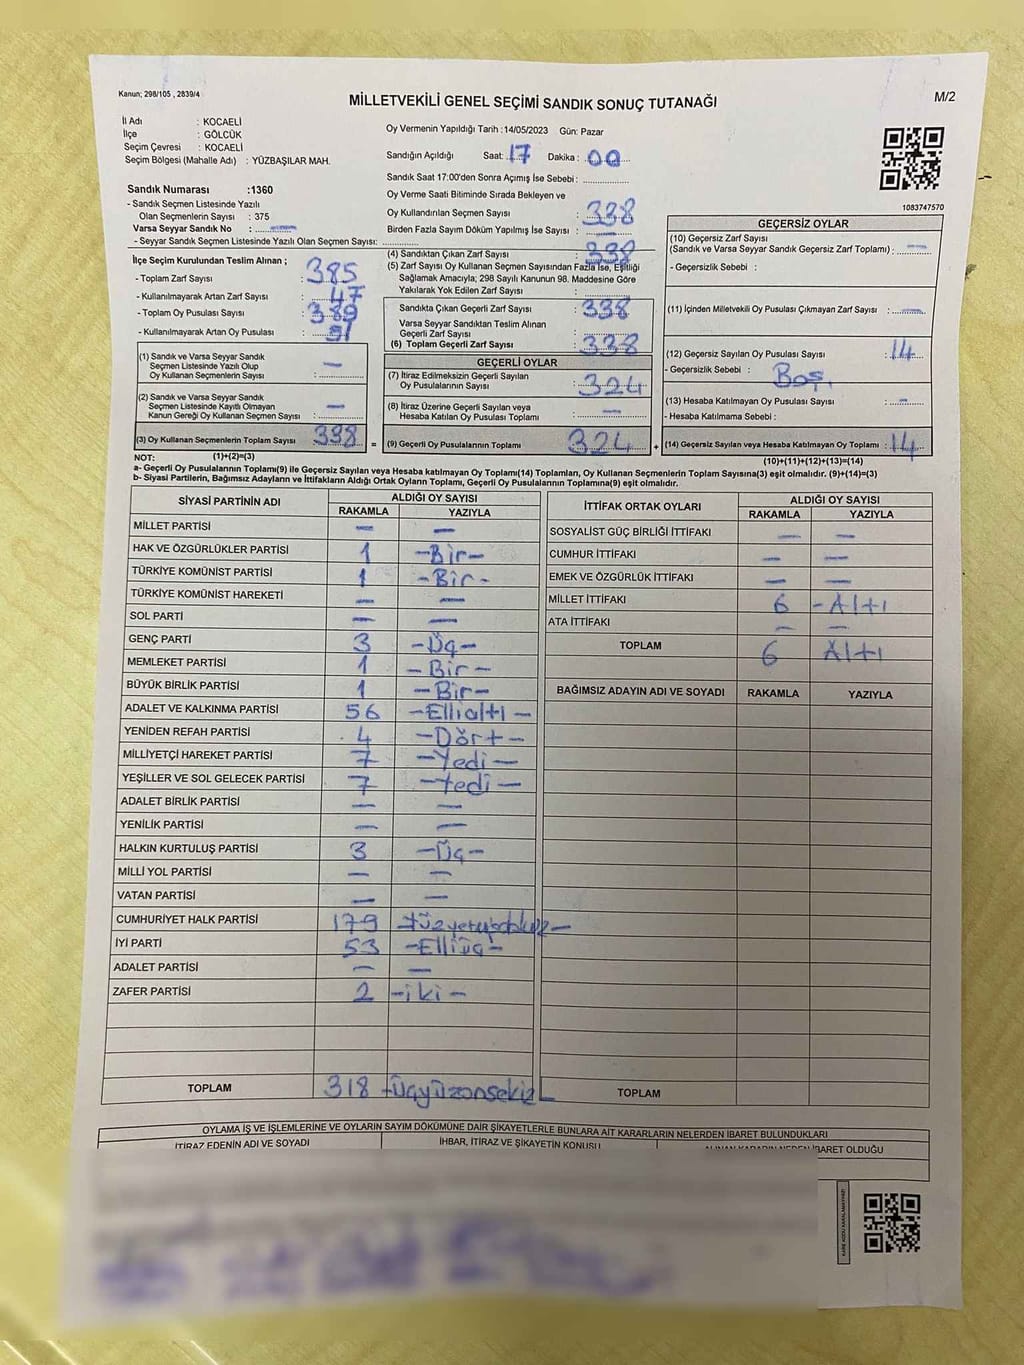 Kanun; 298/105 , 2839/4
MİLLETVEKİLİ GENEL SEÇİMİ SANDIK SONUÇ TUTANAĞI
M/2
İl Adı : KOCAELİ
İlçe : GÖLCÜK
Seçim Çevresi : KOCAELİ
Seçim Bölgesi (Mahalle Adı) : YÜZBAŞILAR MAH.
Oy Vermenin Yapıldığı Tarih :14/05/2023 Gün: Pazar
Sandığın Açıldığı Saat: 17 Dakika : 00
Sandık Saat 17:00'den Sonra Açımış İse Sebebi :
Sandık Numarası :1360
- Sandık Seçmen Listesinde Yazılı
Olan Seçmenlerin Sayısı : 375
Varsa Seyyar Sandık No : —
- Seyyar Sandık Seçmen Listesinde Yazılı Olan Seçmen Sayısı:
Oy Verme Saati Bitiminde Sırada Bekleyen ve
Oy Kullandırılan Seçmen Sayısı : 338
Birden Fazla Sayım Döküm Yapılmış İse Sayısı : —
1083747570
İlçe Seçim Kurulundan Teslim Alınan ;
- Toplam Zarf Sayısı : 385
- Kullanılmayarak Artan Zarf Sayısı : 47
- Toplam Oy Pusulası Sayısı : 389
- Kullanılmayarak Artan Oy Pusulası : 51
(4) Sandıktan Çıkan Zarf Sayısı : 338
(5) Zarf Sayısı Oy Kullanan Seçmen Sayısından Fazla İse, Eşitliği
Sağlamak Amacıyla; 298 Sayılı Kanunun 98. Maddesine Göre
Yakılarak Yok Edilen Zarf Sayısı :
Sandıkta Çıkan Geçerli Zarf Sayısı : 338
Varsa Seyyar Sandıktan Teslim Alınan
Geçerli Zarf Sayısı :
(6) Toplam Geçerli Zarf Sayısı : 338
GEÇERSİZ OYLAR
(10) Geçersiz Zarf Sayısı
(Sandık ve Varsa Seyyar Sandık Geçersiz Zarf Toplamı) : —
- Geçersizlik Sebebi :
(11) İçinden Milletvekili Oy Pusulası Çıkmayan Zarf Sayısı : —
(12) Geçersiz Sayılan Oy Pusulası Sayısı : 14
- Geçersizlik Sebebi : Boş.
(13) Hesaba Katılmayan Oy Pusulası Sayısı : —
- Hesaba Katılmama Sebebi :
(14) Geçersiz Sayılan veya Hesaba Katılmayan Oy Toplamı : 14
(10)+(11)+(12)+(13)=(14)
(1) Sandık ve Varsa Seyyar Sandık
Seçmen Listesinde Yazılı Olup
Oy Kullanan Seçmenlerin Sayısı : —
(2) Sandık ve Varsa Seyyar Sandık
Seçmen Listesinde Kayıtlı Olmayan
Kanun Gereği Oy Kullanan Seçmen Sayısı : —
(3) Oy Kullanan Seçmenlerin Toplam Sayısı 338 =
(1)+(2)=(3)
GEÇERLİ OYLAR
(7) İtiraz Edilmeksizin Geçerli Sayılan
Oy Pusulalarının Sayısı : 324
(8) İtiraz Üzerine Geçerli Sayılan veya
Hesaba Katılan Oy Pusulası Toplamı : —
(9) Geçerli Oy Pusulalarının Toplamı 324 +
NOT:
a- Geçerli Oy Pusulalarının Toplamı(9) ile Geçersiz Sayılan veya Hesaba katılmayan Oy Toplamı(14) Toplamları, Oy Kullanan Seçmenlerin Toplam Sayısına(3) eşit olmalıdır. (9)+(14)=(3)
b- Siyasi Partilerin, Bağımsız Adayların ve İttifakların Aldığı Ortak Oyların Toplamı, Geçerli Oy Pusulalarının Toplamına(9) eşit olmalıdır.
SİYASİ PARTİNİN ADI ALDIĞI OY SAYISI
RAKAMLA YAZIYLA
MİLLET PARTİSİ — —
HAK VE ÖZGÜRLÜKLER PARTİSİ 1 -Bir-
TÜRKİYE KOMÜNİST PARTİSİ 1 -Bir-
TÜRKİYE KOMÜNİST HAREKETİ — —
SOL PARTİ — —
GENÇ PARTİ 3 -Üç-
MEMLEKET PARTİSİ 1 -Bir-
BÜYÜK BİRLİK PARTİSİ 1 -Bir-
ADALET VE KALKINMA PARTİSİ 56 -Ellialtı-
YENİDEN REFAH PARTİSİ 4 -Dört-
MİLLİYETÇİ HAREKET PARTİSİ 7 -Yedi-
YEŞİLLER VE SOL GELECEK PARTİSİ 7 -Yedi-
ADALET BİRLİK PARTİSİ — —
YENİLİK PARTİSİ — —
HALKIN KURTULUŞ PARTİSİ 3 -Üç-
MİLLİ YOL PARTİSİ — —
VATAN PARTİSİ — —
CUMHURİYET HALK PARTİSİ 179 -Yüzyetmişdokuz-
İYİ PARTİ 53 -Elliüç-
ADALET PARTİSİ — —
ZAFER PARTİSİ 2 -iki-
TOPLAM 318 -Üçyüzonsekiz-
İTTİFAK ORTAK OYLARI ALDIĞI OY SAYISI
RAKAMLA YAZIYLA
SOSYALİST GÜÇ BİRLİĞİ İTTİFAKI — —
CUMHUR İTTİFAKI — —
EMEK VE ÖZGÜRLÜK İTTİFAKI — —
MİLLET İTTİFAKI 6 -Altı
ATA İTTİFAKI — —
TOPLAM 6 Altı
BAĞIMSIZ ADAYIN ADI VE SOYADI RAKAMLA YAZIYLA
TOPLAM
OYLAMA İŞ VE İŞLEMLERİNE VE OYLARIN SAYIM DÖKÜMÜNE DAİR ŞİKAYETLERLE BUNLARA AİT KARARLARIN NELERDEN İBARET BULUNDUKLARI
İTİRAZ EDENİN ADI VE SOYADI İHBAR, İTİRAZ VE ŞİKAYETİN KONUSU ALINAN KARARIN NEDEN İBARET OLDUĞU
KARE KODU KARALAMAYINIZ!